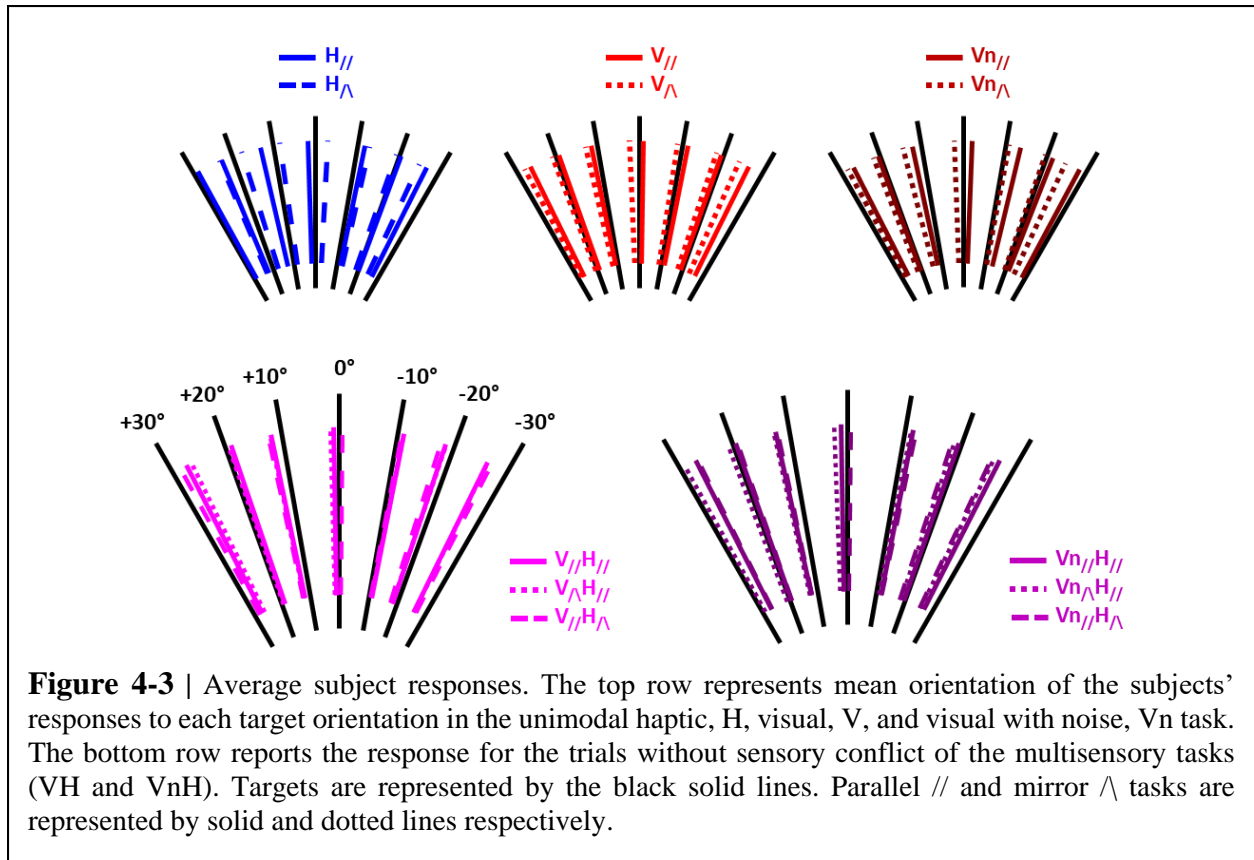 H// V// Vn//
H/\ V/\ Vn/\
0°
+10° -10°
+20° -20°
+30° -30°
V//H// Vn//H//
V/\H// Vn/\H//
V//H/\ Vn//H/\
Figure 4-3 | Average subject responses. The top row represents mean orientation of the subjects’
responses to each target orientation in the unimodal haptic, H, visual, V, and visual with noise, Vn task.
The bottom row reports the response for the trials without sensory conflict of the multisensory tasks
(VH and VnH). Targets are represented by the black solid lines. Parallel // and mirror /\ tasks are
represented by solid and dotted lines respectively.